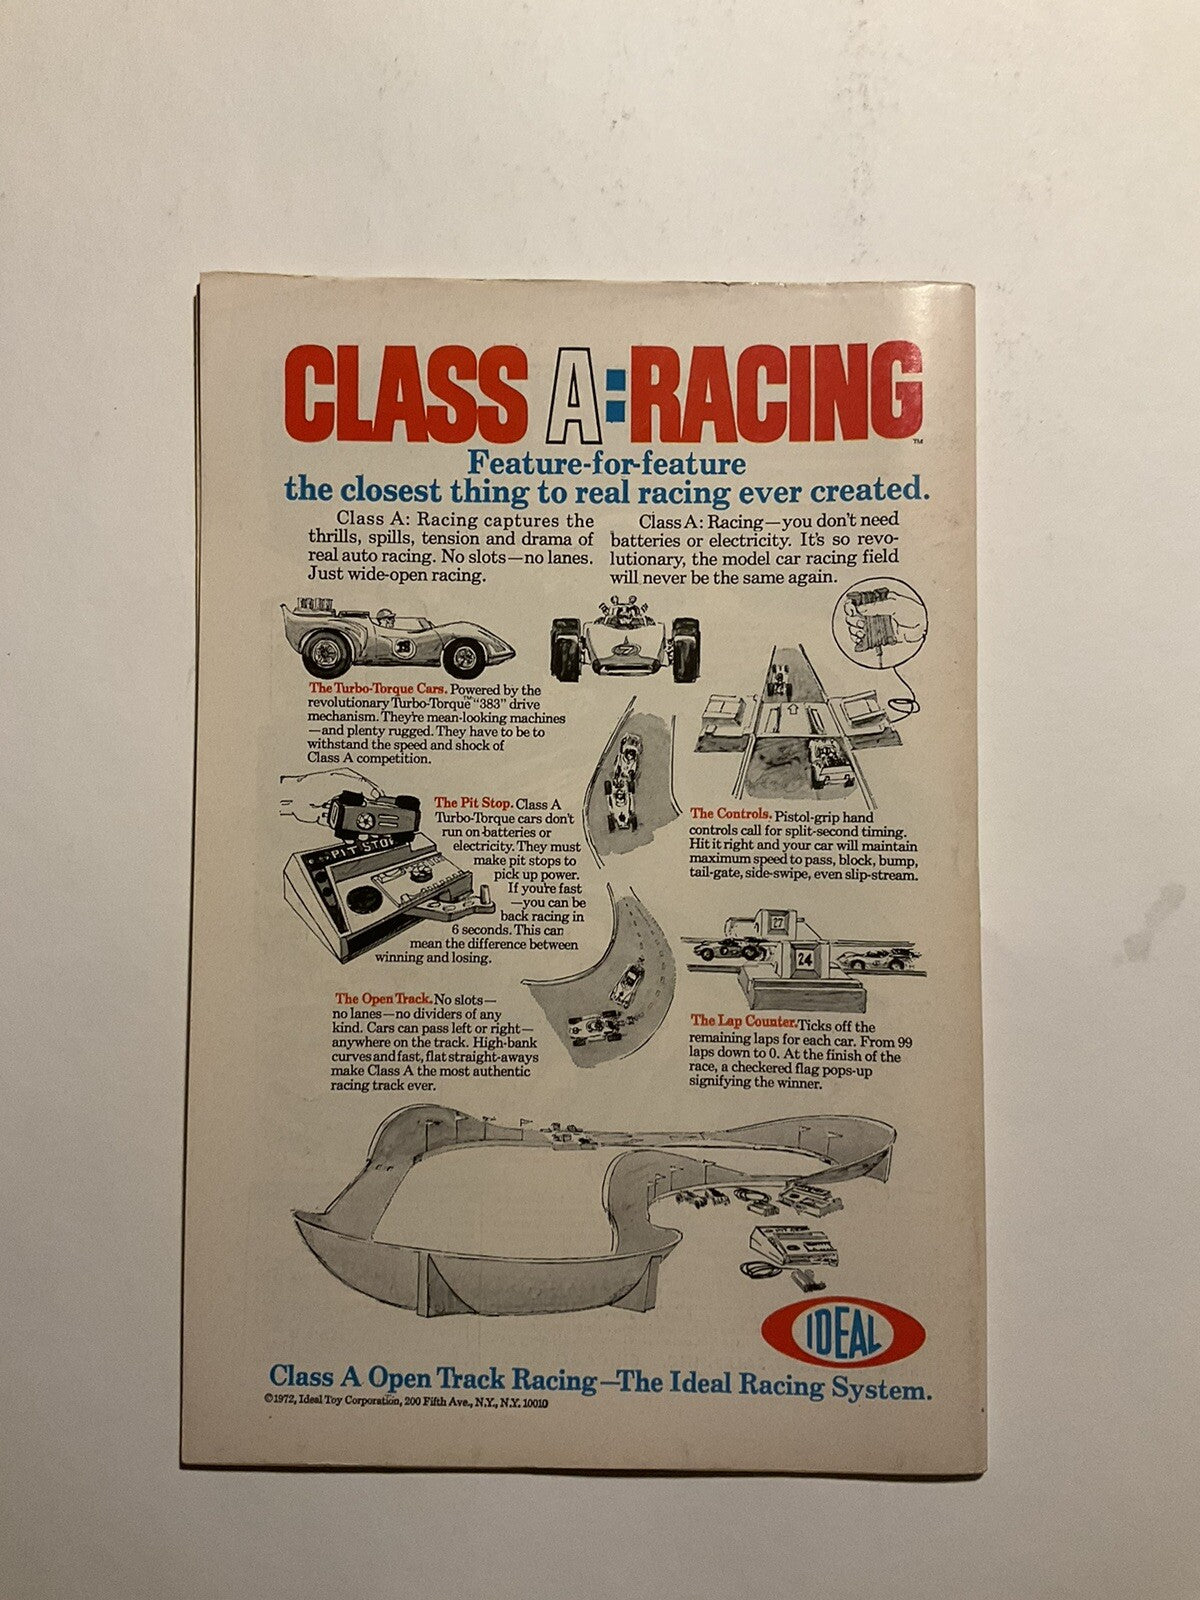 CLASS A:RACING
TM
Feature-for-feature
the closest thing to real racing ever created.
Class A: Racing captures the
thrills, spills, tension and drama of
real auto racing. No slots—no lanes.
Just wide-open racing.
Class A: Racing—you don't need
batteries or electricity. It's so revo-
lutionary, the model car racing field
will never be the same again.
The Turbo-Torque Cars. Powered by the
revolutionary Turbo-Torque™ "383" drive
mechanism. They're mean-looking machines
—and plenty rugged. They have to be to
withstand the speed and shock of
Class A competition.
PIT STOP
The Pit Stop. Class A
Turbo-Torque cars don't
run on batteries or
electricity. They must
make pit stops to
pick up power.
If you're fast
—you can be
back racing in
6 seconds. This can
mean the difference between
winning and losing.
The Controls. Pistol-grip hand
controls call for split-second timing.
Hit it right and your car will maintain
maximum speed to pass, block, bump,
tail-gate, side-swipe, even slip-stream.
27
24
The Open Track. No slots—
no lanes—no dividers of any
kind. Cars can pass left or right—
anywhere on the track. High-bank
curves and fast, flat straight-aways
make Class A the most authentic
racing track ever.
The Lap Counter. Ticks off the
remaining laps for each car. From 99
laps down to 0. At the finish of the
race, a checkered flag pops-up
signifying the winner.
IDEAL
Class A Open Track Racing—The Ideal Racing System.
©1972, Ideal Toy Corporation, 200 Fifth Ave., N.Y., N.Y. 10010